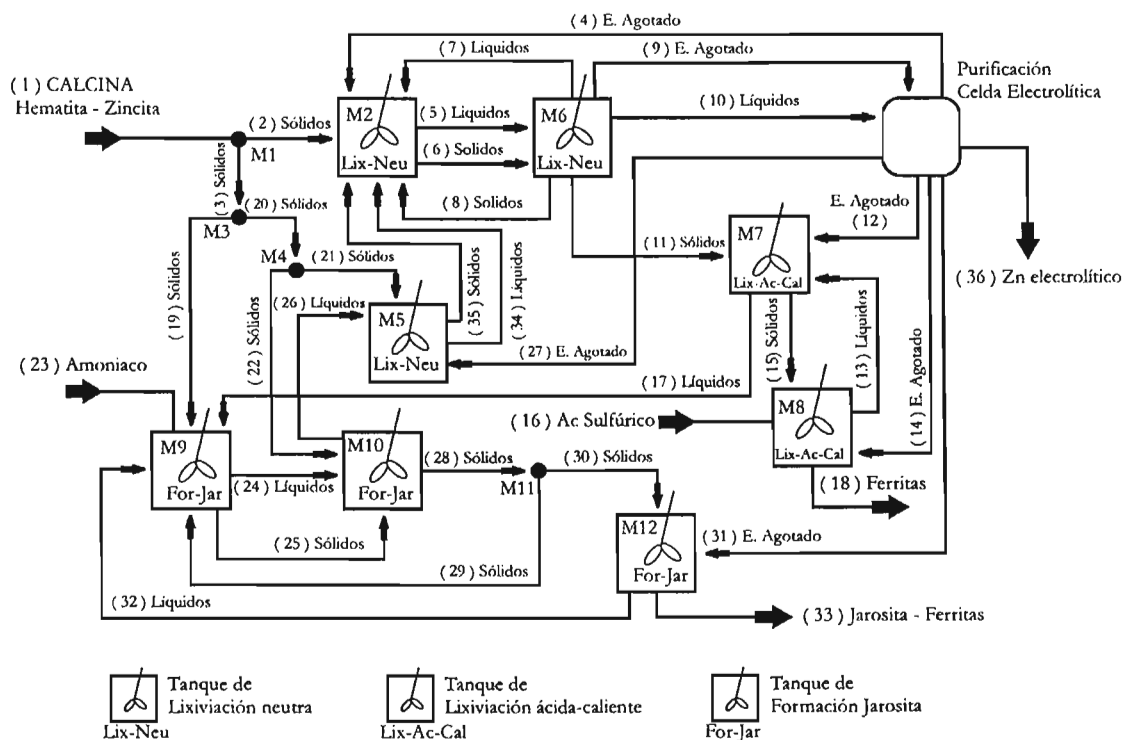 ( 4 ) E. Agotado
( 7 ) Liquidos
( 9 ) E. Agotado
( 1 ) CALCINA
Hematita - Zincita
Purificación
Celda Electrolítica
( 2 ) Sólidos
M1
M2
Lix-Neu
( 5 ) Liquidos
( 6 ) Solidos
M6
Lix-Neu
( 10 ) Líquidos
( 3 ) Sólidos
( 8 ) Solidos
( 20 ) Sólidos
M3
M4
( 21 ) Sólidos
( 11 ) Sólidos
M7
Lix-Ac-Cal
E. Agotado
( 12 )
( 36 ) Zn electrolítico
( 19 ) Sólidos
( 22 ) Sólidos
( 26 ) Líquidos
M5
Lix-Neu
( 35 ) Sólidos
( 34 ) Líquidos
( 27 ) E. Agotado
( 15 ) Sólidos
( 13 ) Líquidos
( 14 ) E. Agotado
( 23 ) Amoniaco
( 17 ) Líquidos
( 16 ) Ac Sulfúrico
M8
Lix-Ac-Cal
( 18 ) Ferritas
M9
For-Jar
( 24 ) Líquidos
M10
For-Jar
( 28 ) Sólidos
M11
( 30 ) Sólidos
( 25 ) Sólidos
( 29 ) Sólidos
M12
For-Jar
( 31 ) E. Agotado
( 32 ) Liquidos
( 33 ) Jarosita - Ferritas
Tanque de
Lixiviación neutra
Lix-Neu
Tanque de
Lixiviación ácida-caliente
Lix-Ac-Cal
Tanque de
Formación Jarosita
For-Jar